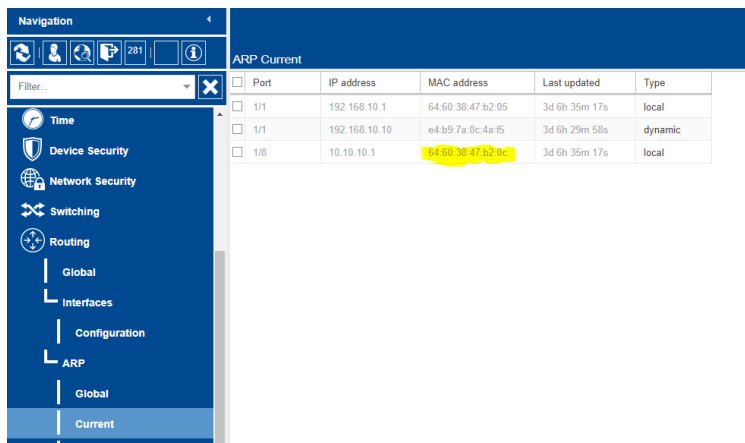 Navigation
281
ARP Current
Filter...
Port IP address MAC address Last updated Type
1/1 192.168.10.1 64:60:38:47:b2:05 3d 6h 35m 17s local
1/1 192.168.10.10 e4:b9:7a:0c:4a:f5 3d 6h 29m 58s dynamic
1/8 10.10.10.1 64:60:38:47:b2:0c 3d 6h 35m 17s local
Time
Device Security
Network Security
Switching
Routing
Global
Interfaces
Configuration
ARP
Global
Current